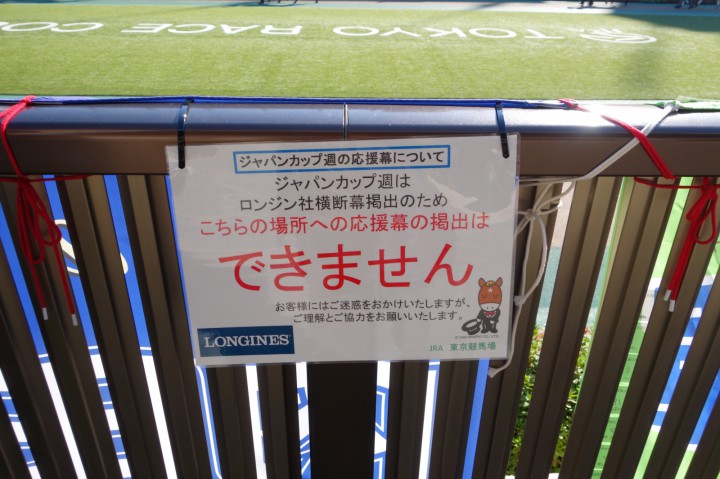 TOKYO RACE CO
ジャパンカップ週の応援幕について
ジャパンカップ週は
ロンジン社横断幕掲出のため
こちらの場所への応援幕の掲出は
できません
お客様にはご迷惑をおかけいたしますが、
ご理解とご協力をお願いいたします。
LONGINES
JRA 東京競馬場